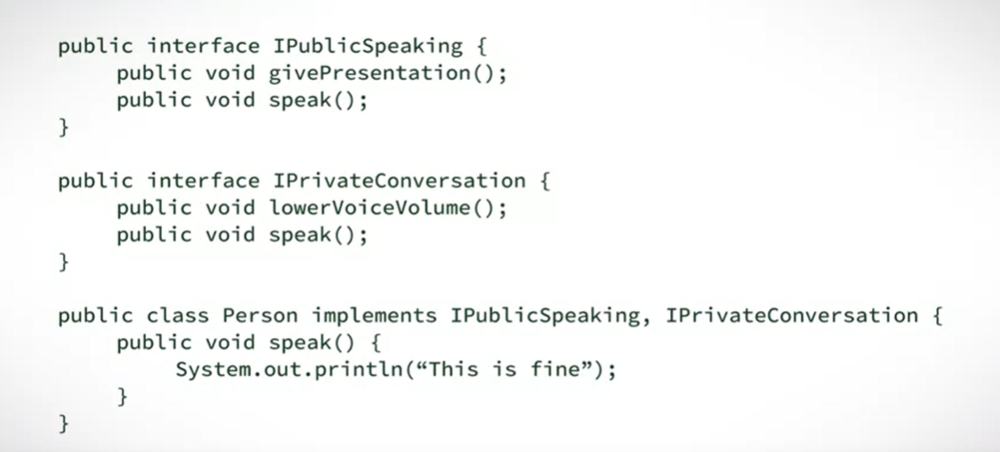 public interface IPublicSpeaking {
public void givePresentation();
public void speak();
}
public interface IPrivateConversation {
public void lowerVoiceVolume();
public void speak();
}
public class Person implements IPublicSpeaking, IPrivateConversation {
public void speak() {
System.out.println(“This is fine”);
}
}